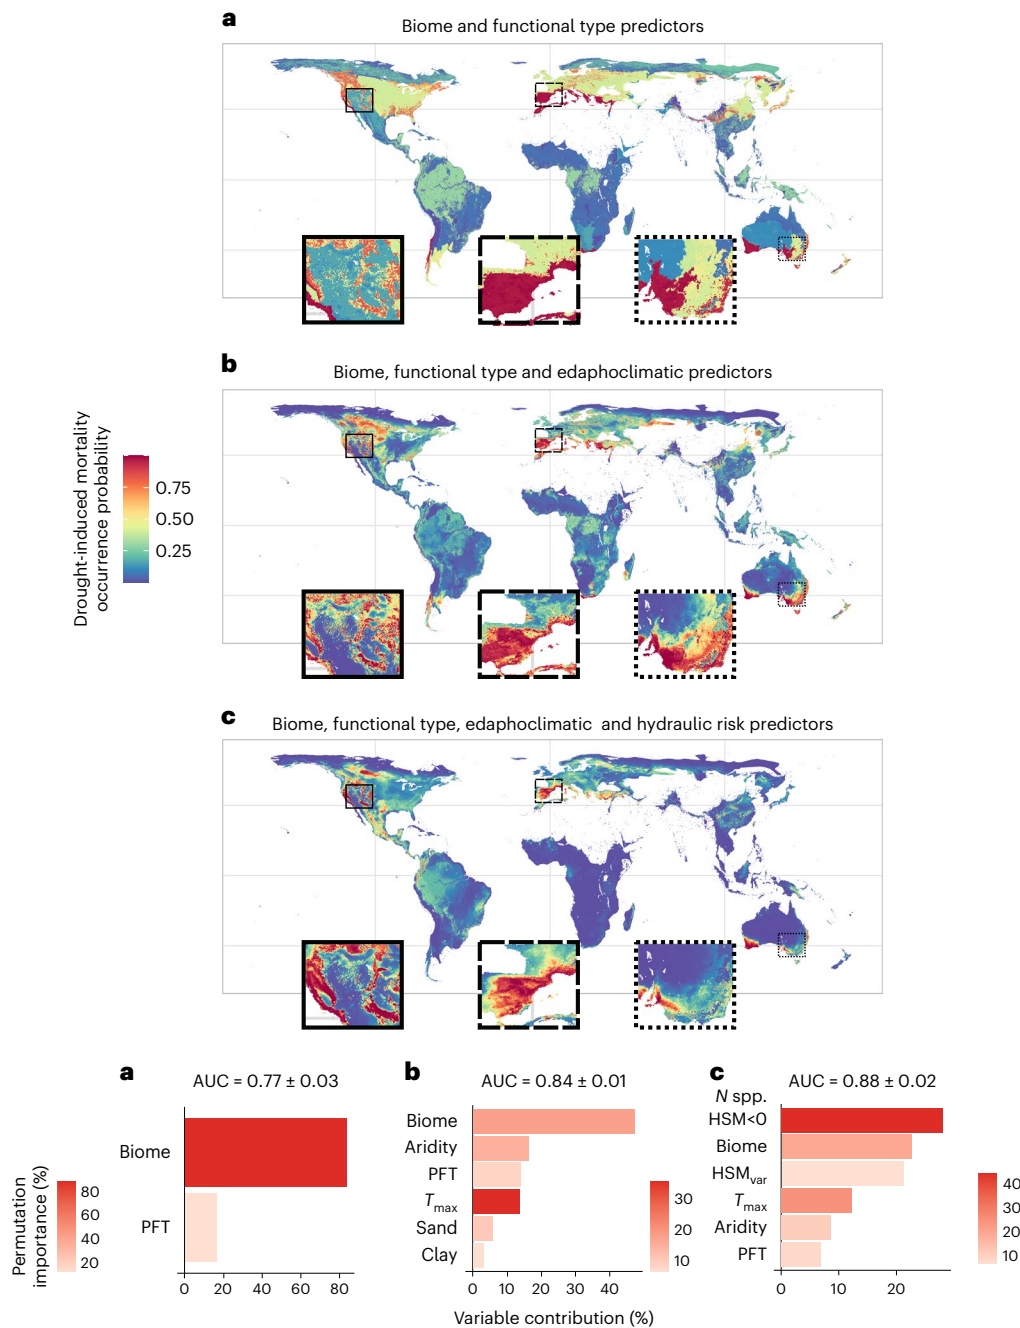 a
Biome and functional type predictors
b
Biome, functional type and edaphoclimatic predictors
Drought-induced mortality
occurrence probability
0.75
0.50
0.25
c
Biome, functional type, edaphoclimatic and hydraulic risk predictors
a
AUC = 0.77 ± 0.03
Biome
PFT
Permutation
importance (%)
80
60
40
20
0 20 40 60 80
b
AUC = 0.84 ± 0.01
Biome
Aridity
PFT
Tmax
Sand
Clay
30
20
10
0 10 20 30 40
c
AUC = 0.88 ± 0.02
N spp.
HSM<0
Biome
HSMvar
Tmax
Aridity
PFT
40
30
20
10
0 10 20
Variable contribution (%)